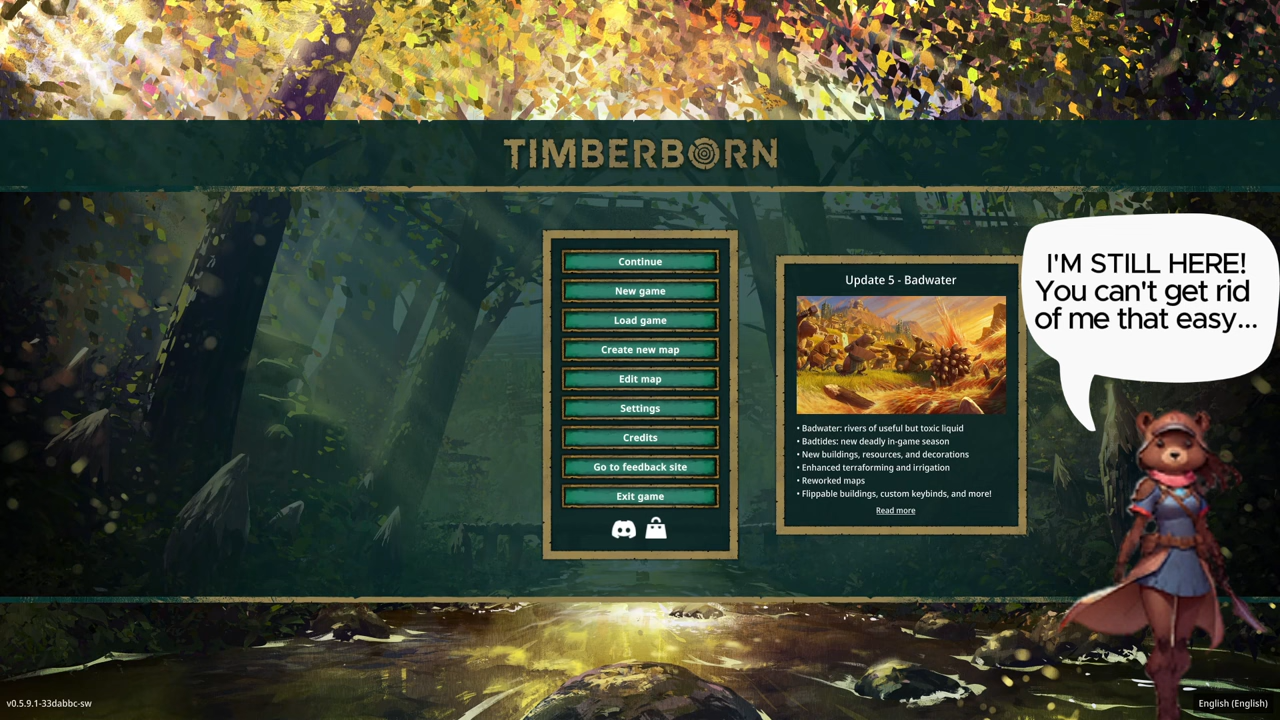 TIMBERBORN
Continue
New game
Load game
Create new map
Edit map
Settings
Credits
Go to feedback site
Exit game
Update 5 - Badwater
• Badwater: rivers of useful but toxic liquid
• Badtides: new deadly in-game season
• New buildings, resources, and decorations
• Enhanced terraforming and irrigation
• Reworked maps
• Flippable buildings, custom keybinds, and more!
Read more
I'M STILL HERE!
You can't get rid
of me that easy...
v0.5.9.1-33dabbc-sw
English (English)